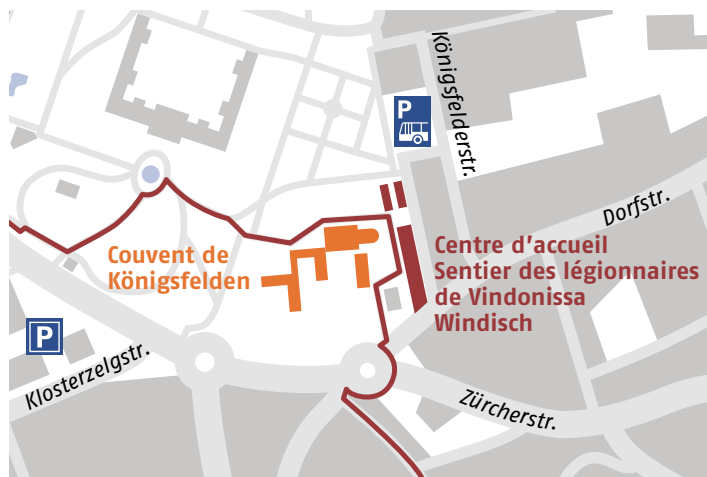 Königsfelderstr.
P
Dorfstr.
Couvent de
Königsfelden
Centre d’accueil
Sentier des légionnaires
de Vindonissa
Windisch
P
Klosterzelgstr.
Zürcherstr.